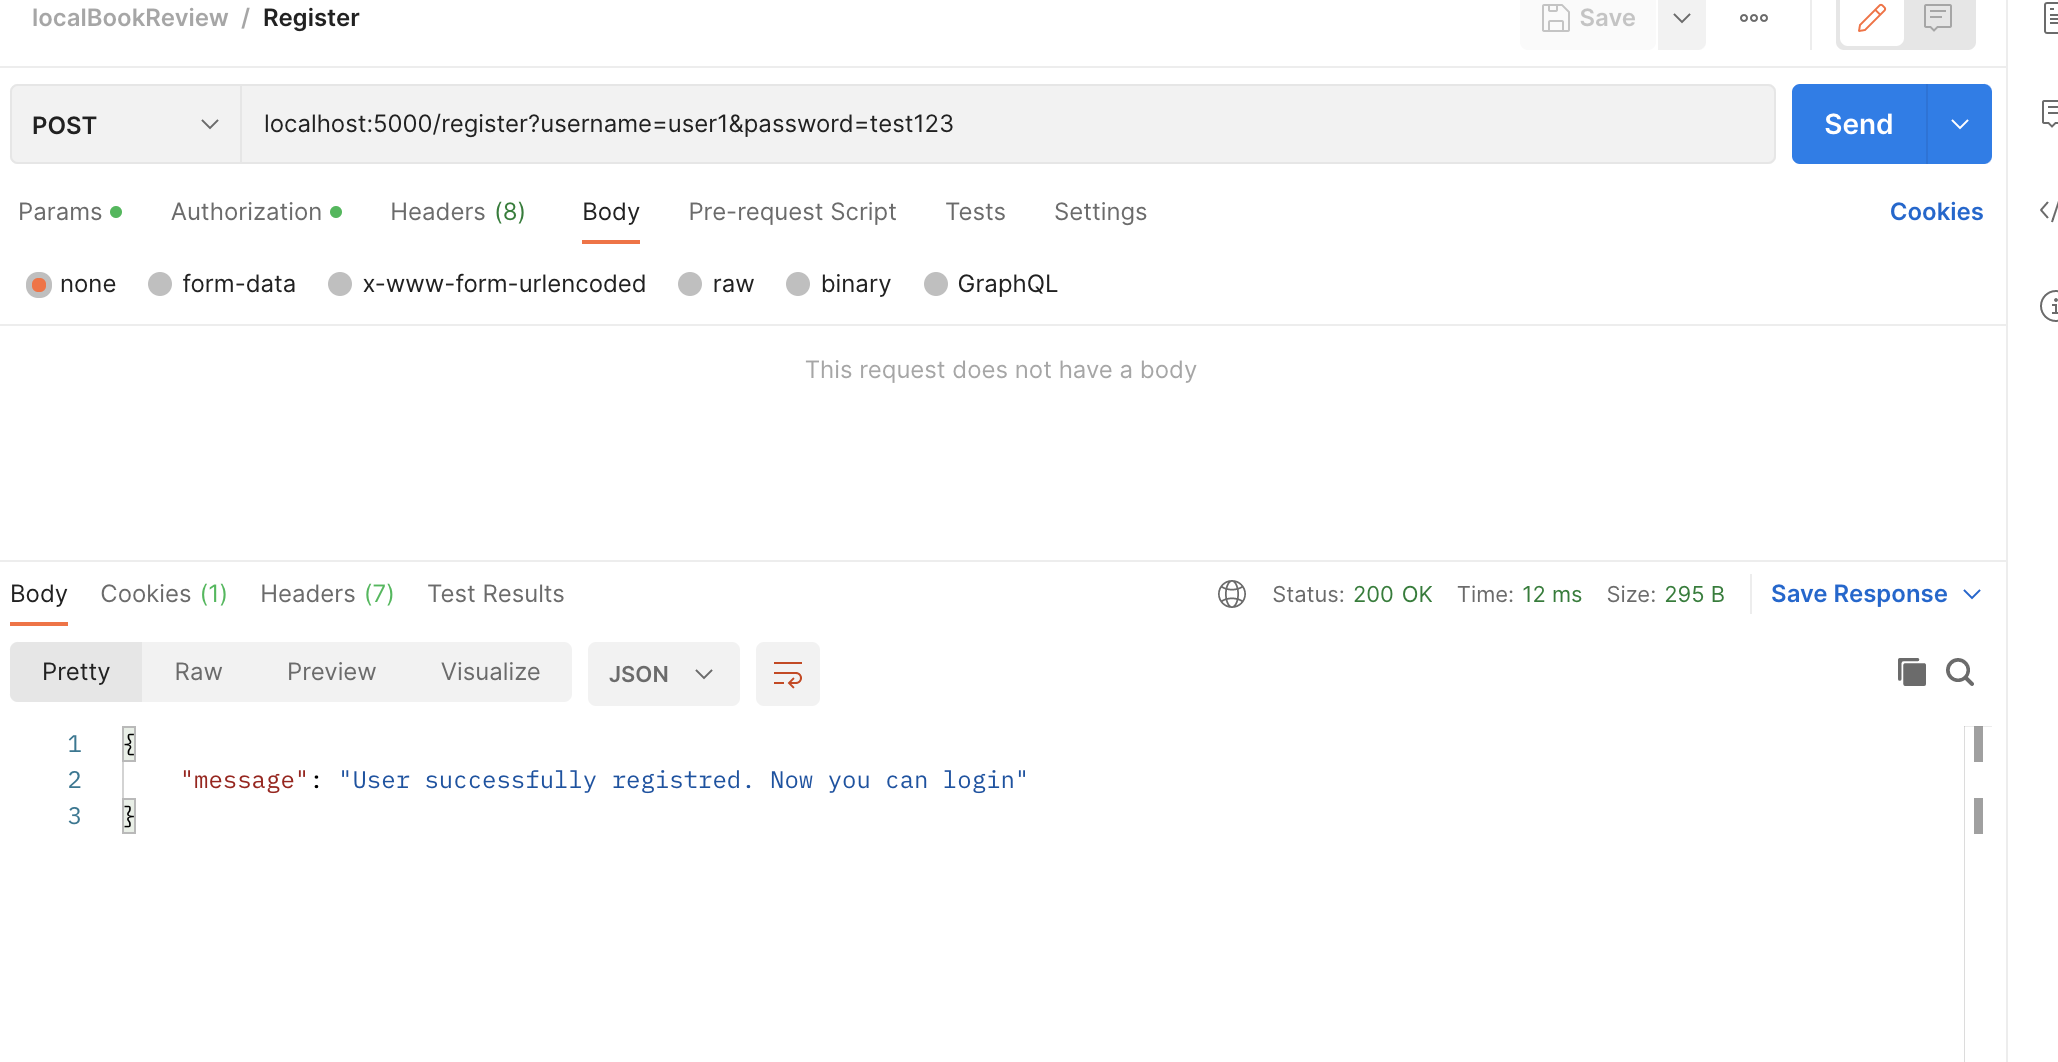 localBookReview / Register
Save
POST
localhost:5000/register?username=user1&password=test123
Send
Params
Authorization
Headers (8)
Body
Pre-request Script
Tests
Settings
Cookies
none
form-data
x-www-form-urlencoded
raw
binary
GraphQL
This request does not have a body
Body
Cookies (1)
Headers (7)
Test Results
Status: 200 OK
Time: 12 ms
Size: 295 B
Save Response
Pretty
Raw
Preview
Visualize
JSON
1 {
2 "message": "User successfully registred. Now you can login"
3 }